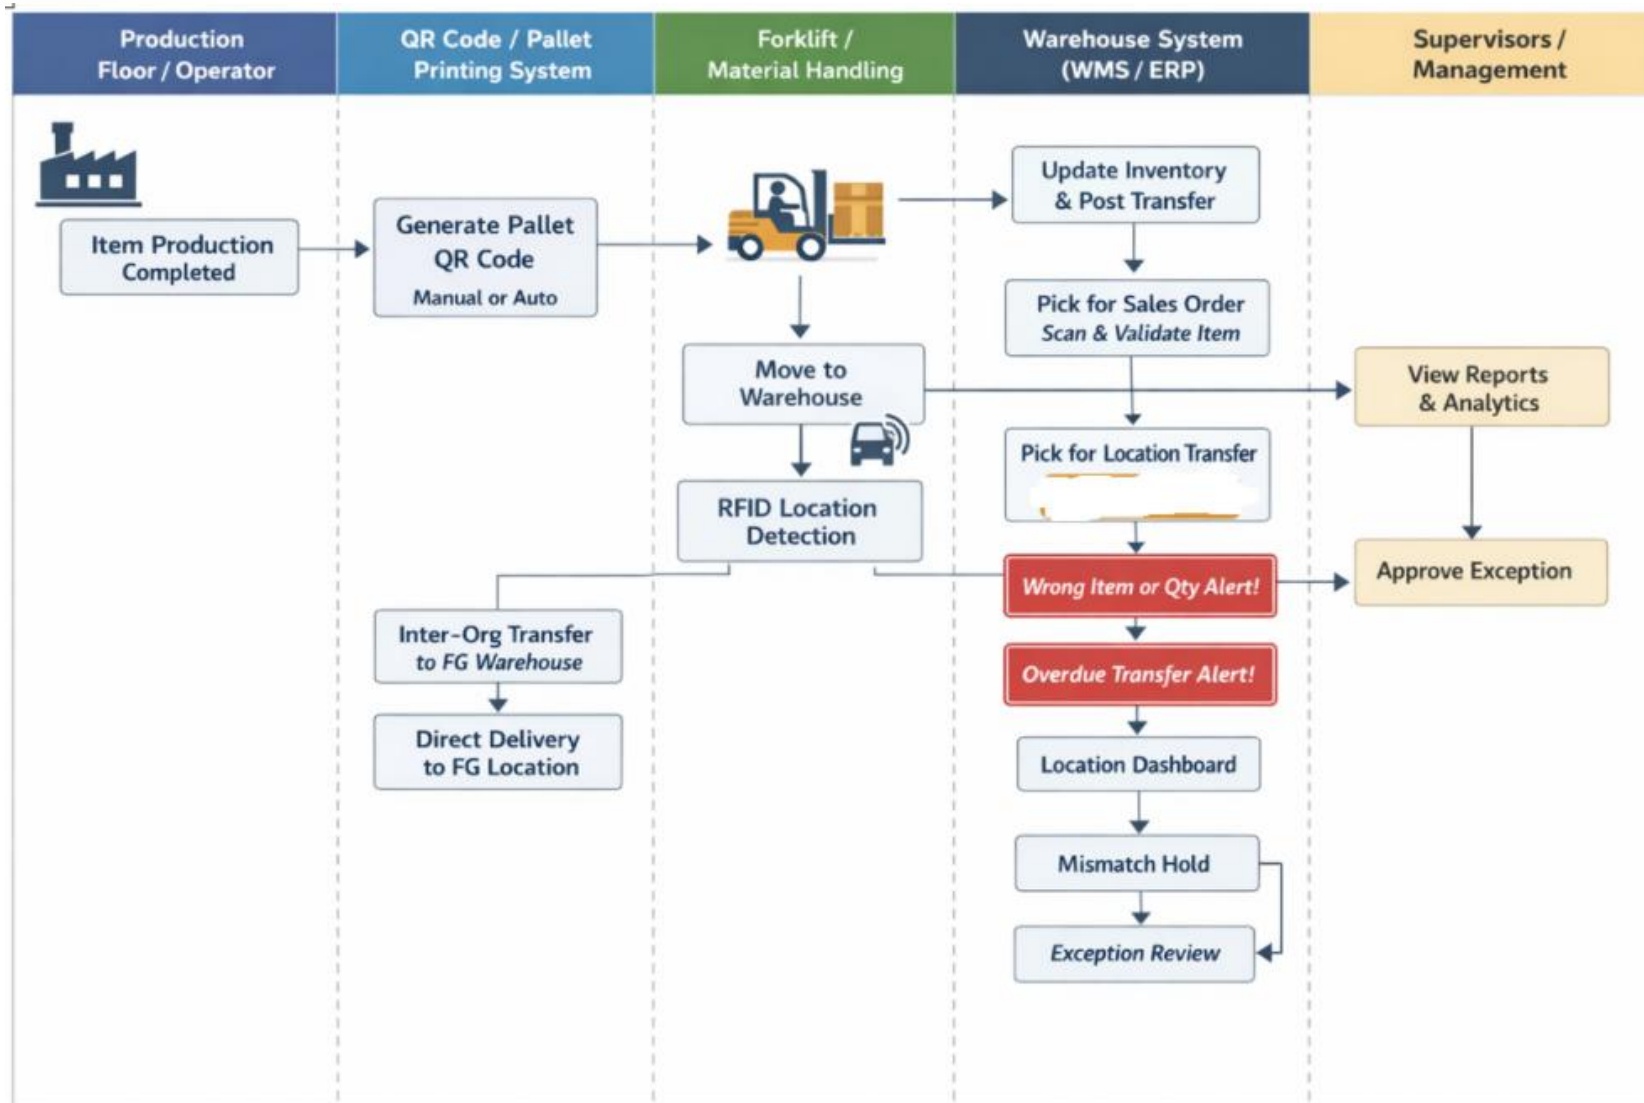 Production
Floor / Operator
QR Code / Pallet
Printing System
Forklift /
Material Handling
Warehouse System
(WMS / ERP)
Supervisors /
Management
Item Production
Completed
Generate Pallet
QR Code
Manual or Auto
Move to
Warehouse
RFID Location
Detection
Inter-Org Transfer
to FG Warehouse
Direct Delivery
to FG Location
Update Inventory
& Post Transfer
Pick for Sales Order
Scan & Validate Item
Pick for Location Transfer
Wrong Item or Qty Alert!
Overdue Transfer Alert!
Location Dashboard
Mismatch Hold
Exception Review
View Reports
& Analytics
Approve Exception